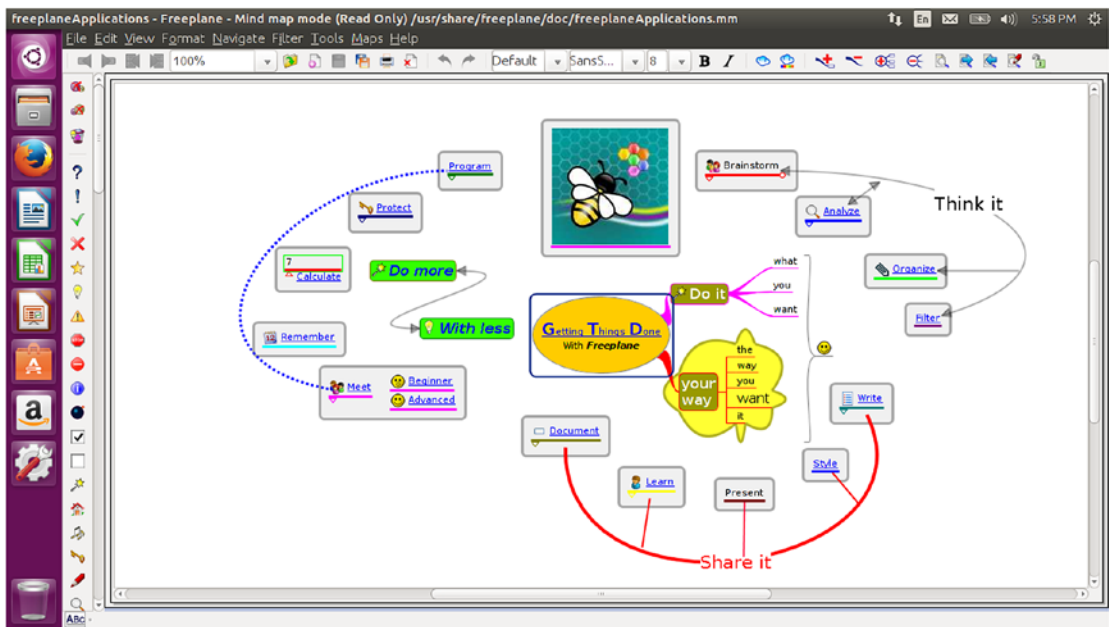 freeplaneApplications - Freeplane - Mind map mode (Read Only) /usr/share/freeplane/doc/freeplaneApplications.mm
En
5:58 PM
File Edit View Format Navigate Filter Tools Maps Help
100%
Default
SansS...
8
B
I
Program
Protect
7
Calculate
Do more
With less
Remember
Meet
Beginner
Advanced
Brainstorm
Think it
Analyze
Organize
Filter
Do it
what
you
want
Getting Things Done
With Freeplane
your
way
the
way
you
want
it
Write
Document
Style
Learn
Present
Share it
ABC